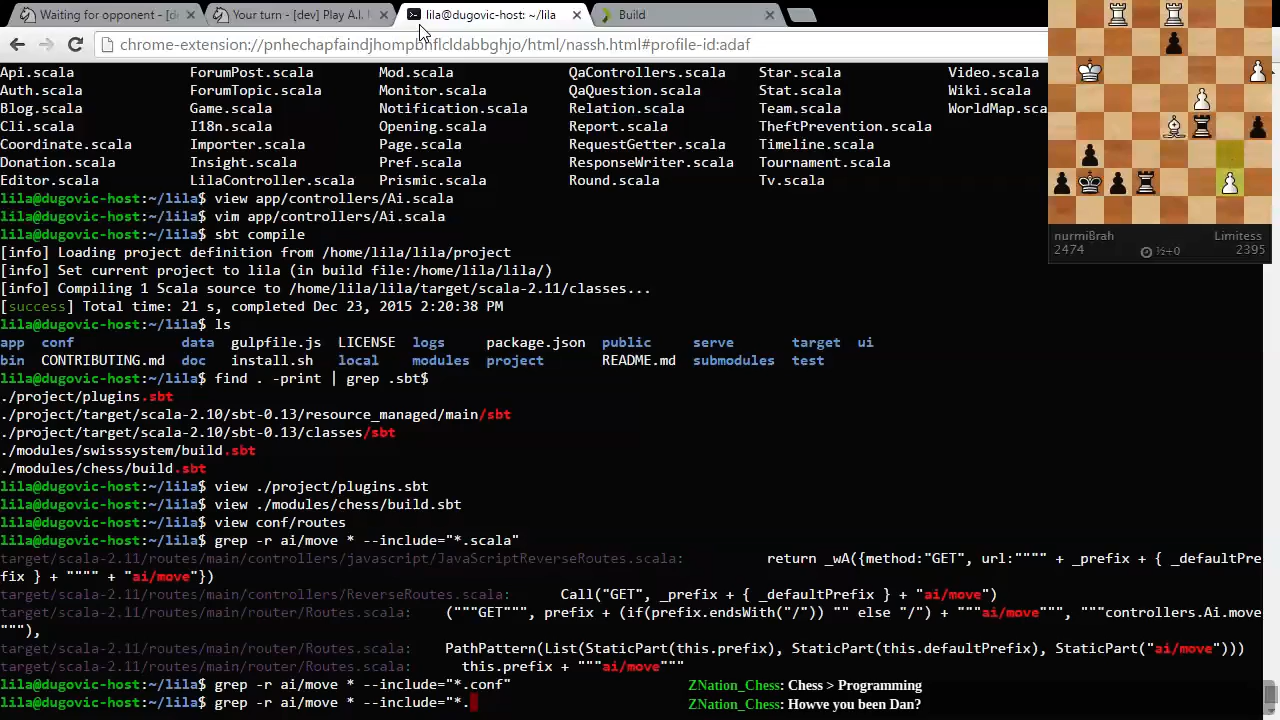 Waiting for opponent - [de
Your turn - [dev] Play A.I.
lila@dugovic-host: ~/lila
Build
chrome-extension://pnhechapfaindjhompbnflcldabbghjo/html/nassh.html#profile-id:adaf
Api.scala ForumPost.scala Mod.scala QaControllers.scala Star.scala Video.scala
Auth.scala ForumTopic.scala Monitor.scala QaQuestion.scala Stat.scala Wiki.scala
Blog.scala Game.scala Notification.scala Relation.scala Team.scala WorldMap.sca
Cli.scala I18n.scala Opening.scala Report.scala TheftPrevention.scala
Coordinate.scala Importer.scala Page.scala RequestGetter.scala Timeline.scala
Donation.scala Insight.scala Pref.scala ResponseWriter.scala Tournament.scala
Editor.scala LilaController.scala Prismic.scala Round.scala Tv.scala
lila@dugovic-host:~/lila$ view app/controllers/Ai.scala
lila@dugovic-host:~/lila$ vim app/controllers/Ai.scala
lila@dugovic-host:~/lila$ sbt compile
[info] Loading project definition from /home/lila/lila/project
[info] Set current project to lila (in build file:/home/lila/lila/)
[info] Compiling 1 Scala source to /home/lila/lila/target/scala-2.11/classes...
[success] Total time: 21 s, completed Dec 23, 2015 2:20:38 PM
lila@dugovic-host:~/lila$ ls
app conf data gulpfile.js LICENSE logs package.json public serve target ui
bin CONTRIBUTING.md doc install.sh local modules project README.md submodules test
lila@dugovic-host:~/lila$ find . -print | grep .sbt$
./project/plugins.sbt
./project/target/scala-2.10/sbt-0.13/resource_managed/main/sbt
./project/target/scala-2.10/sbt-0.13/classes/sbt
./modules/swisssystem/build.sbt
./modules/chess/build.sbt
lila@dugovic-host:~/lila$ view ./project/plugins.sbt
lila@dugovic-host:~/lila$ view ./modules/chess/build.sbt
lila@dugovic-host:~/lila$ view conf/routes
lila@dugovic-host:~/lila$ grep -r ai/move * --include="*.scala"
target/scala-2.11/routes/main/controllers/javascript/JavaScriptReverseRoutes.scala: return _wA({method:"GET", url:"""" + _prefix + { _defaultPre
fix } + """" + "ai/move"})
target/scala-2.11/routes/main/controllers/ReverseRoutes.scala: Call("GET", _prefix + { _defaultPrefix } + "ai/move")
target/scala-2.11/routes/main/router/Routes.scala: ("""GET""", prefix + (if(prefix.endsWith("/")) "" else "/") + """ai/move""", """controllers.Ai.move
"""),
target/scala-2.11/routes/main/router/Routes.scala: PathPattern(List(StaticPart(this.prefix), StaticPart(this.defaultPrefix), StaticPart("ai/move")))
target/scala-2.11/routes/main/router/Routes.scala: this.prefix + """ai/move"""
lila@dugovic-host:~/lila$ grep -r ai/move * --include="*.conf"
lila@dugovic-host:~/lila$ grep -r ai/move * --include="*.
nurmiBrah Limitess
2474 ½+0 2395
ZNation_Chess: Chess > Programming
ZNation_Chess: Howve you been Dan?